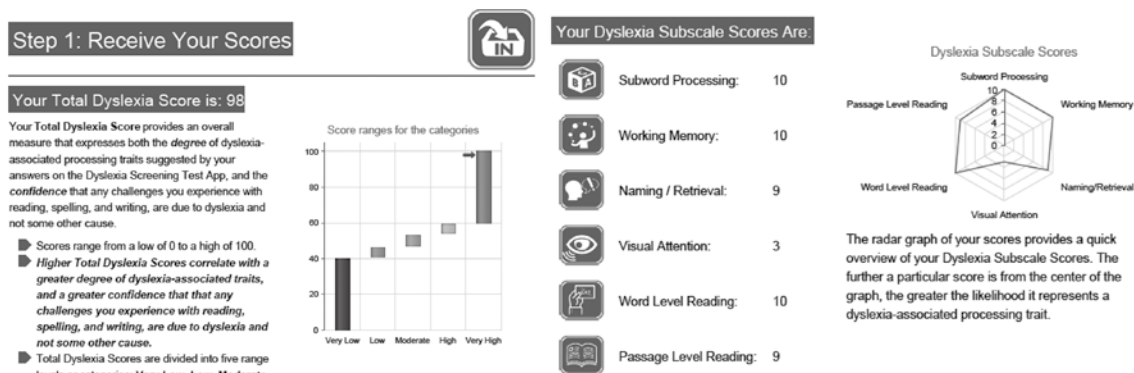 Step 1: Receive Your Scores
IN
Your Total Dyslexia Score is: 98
Your Total Dyslexia Score provides an overall
measure that expresses both the degree of dyslexia-
associated processing traits suggested by your
answers on the Dyslexia Screening Test App, and the
confidence that any challenges you experience with
reading, spelling, and writing, are due to dyslexia and
not some other cause.
Scores range from a low of 0 to a high of 100.
Higher Total Dyslexia Scores correlate with a
greater degree of dyslexia-associated traits,
and a greater confidence that that any
challenges you experience with reading,
spelling, and writing, are due to dyslexia and
not some other cause.
Total Dyslexia Scores are divided into five range
Score ranges for the categories
100
80
60
40
20
0
Very Low Low Moderate High Very High
Your Dyslexia Subscale Scores Are:
Subword Processing: 10
Working Memory: 10
Naming / Retrieval: 9
Visual Attention: 3
Word Level Reading: 10
Passage Level Reading: 9
Dyslexia Subscale Scores
Subword Processing
Passage Level Reading
Working Memory
10
8
6
4
2
0
Word Level Reading
Naming/Retrieval
Visual Attention
The radar graph of your scores provides a quick
overview of your Dyslexia Subscale Scores. The
further a particular score is from the center of the
graph, the greater the likelihood it represents a
dyslexia-associated processing trait.